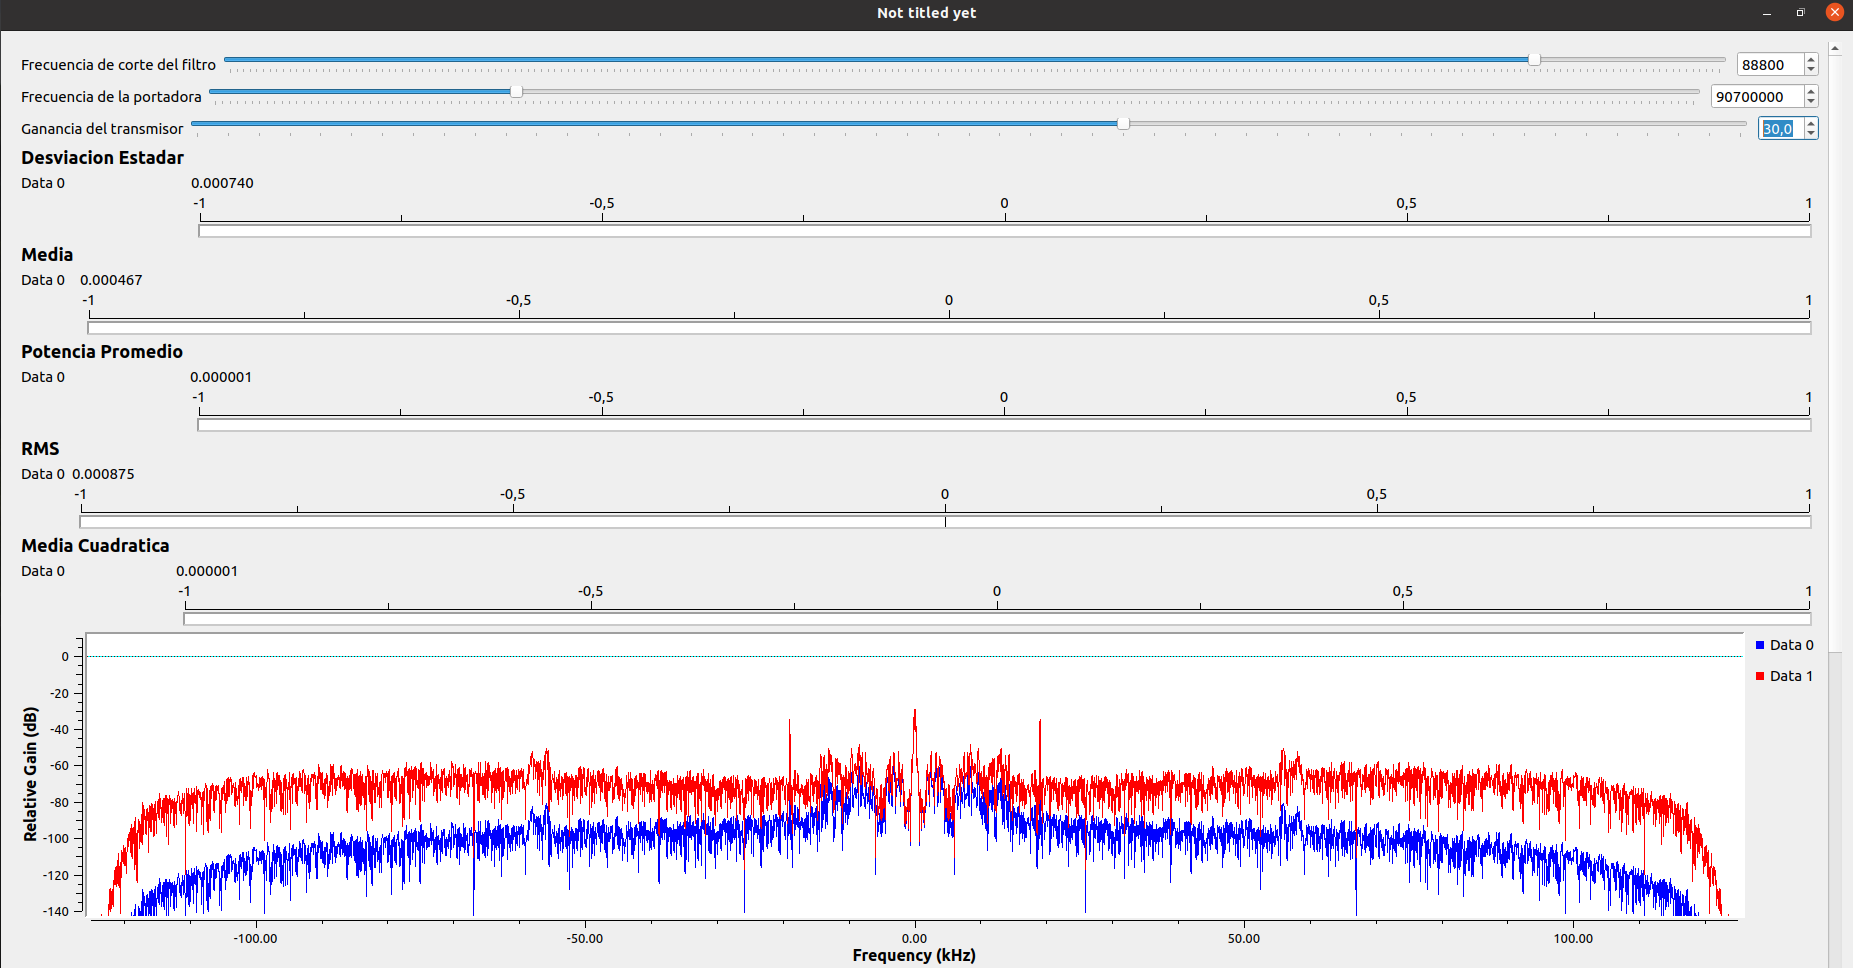 Not titled yet
Frecuencia de corte del filtro 88800
Frecuencia de la portadora 90700000
Ganancia del transmisor 30,0
Desviacion Estadar
Data 0 0.000740
-1 -0,5 0 0,5 1
Media
Data 0 0.000467
-1 -0,5 0 0,5 1
Potencia Promedio
Data 0 0.000001
-1 -0,5 0 0,5 1
RMS
Data 0 0.000875
-1 -0,5 0 0,5 1
Media Cuadratica
Data 0 0.000001
-1 -0,5 0 0,5 1
Data 0
Data 1
Relative Gain (dB)
0
-20
-40
-60
-80
-100
-120
-140
-100.00 -50.00 0.00 50.00 100.00
Frequency (kHz)